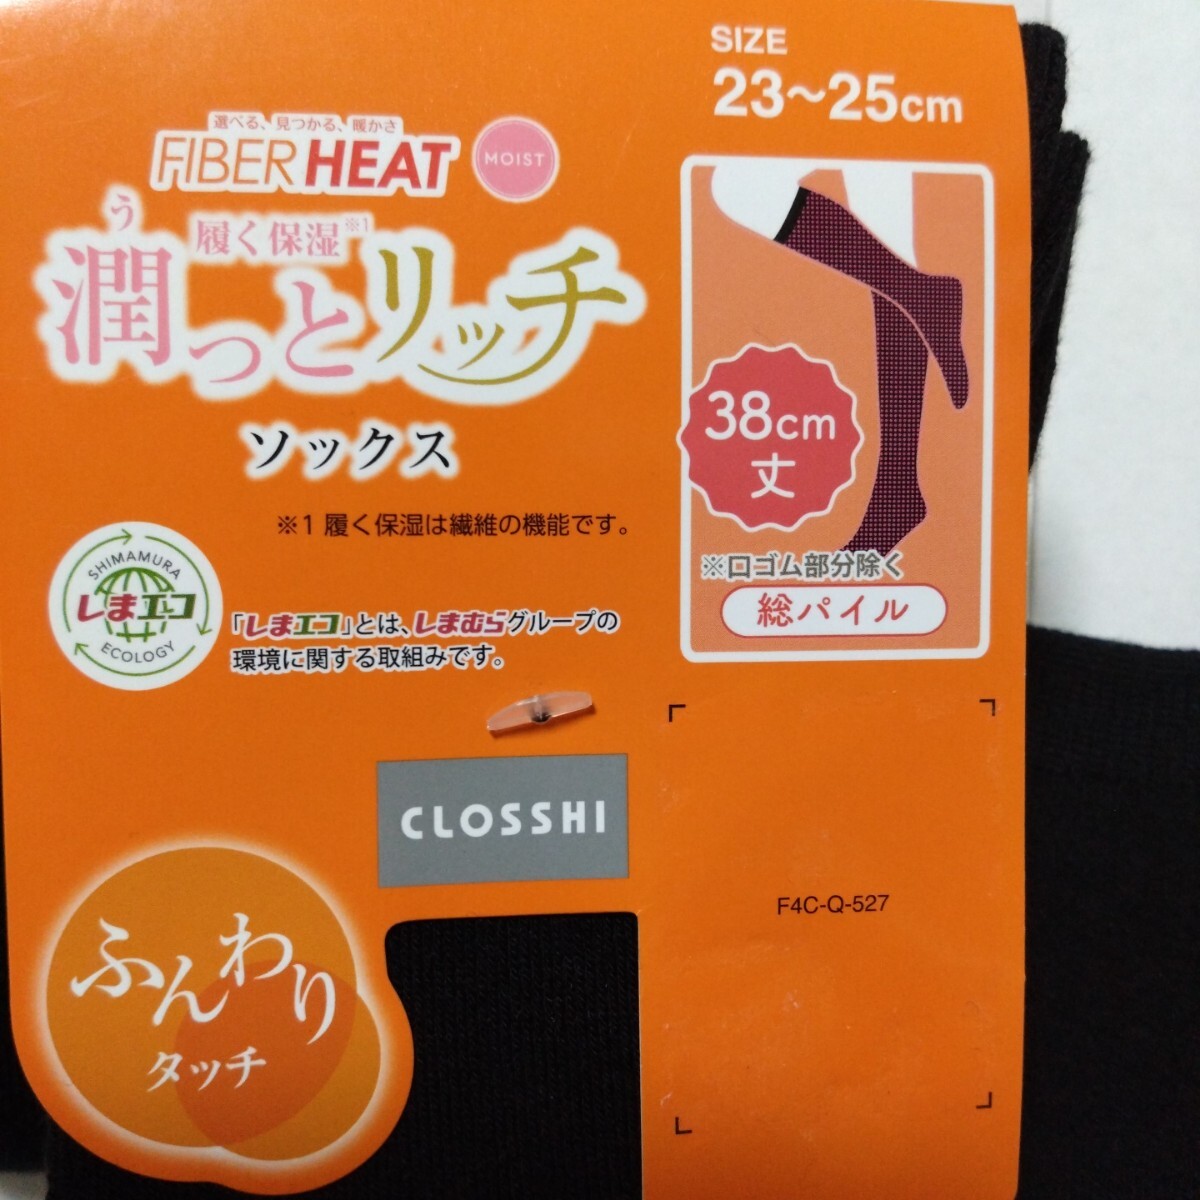 SIZE
23~25cm
選べる、見つかる、暖かさ
FIBER HEAT
MOIST
履く保湿※1
う
潤っとリッチ
ソックス
※1 履く保湿は繊維の機能です。
38cm
丈
※口ゴム部分除く
総パイル
SHIMAMURA
しまエコ
ECOLOGY
「しまエコ」とは、しまむらグループの
環境に関する取組みです。
CLOSSHI
F4C-Q-527
ふんわり
タッチ